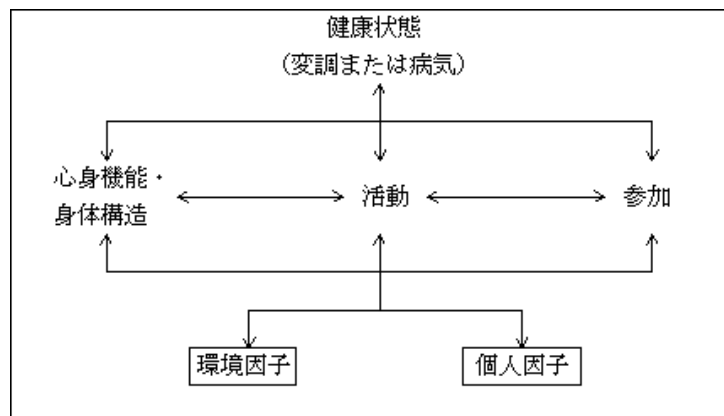 健康状態
(変調または病気)
心身機能・
身体構造
活動
参加
環境因子
個人因子